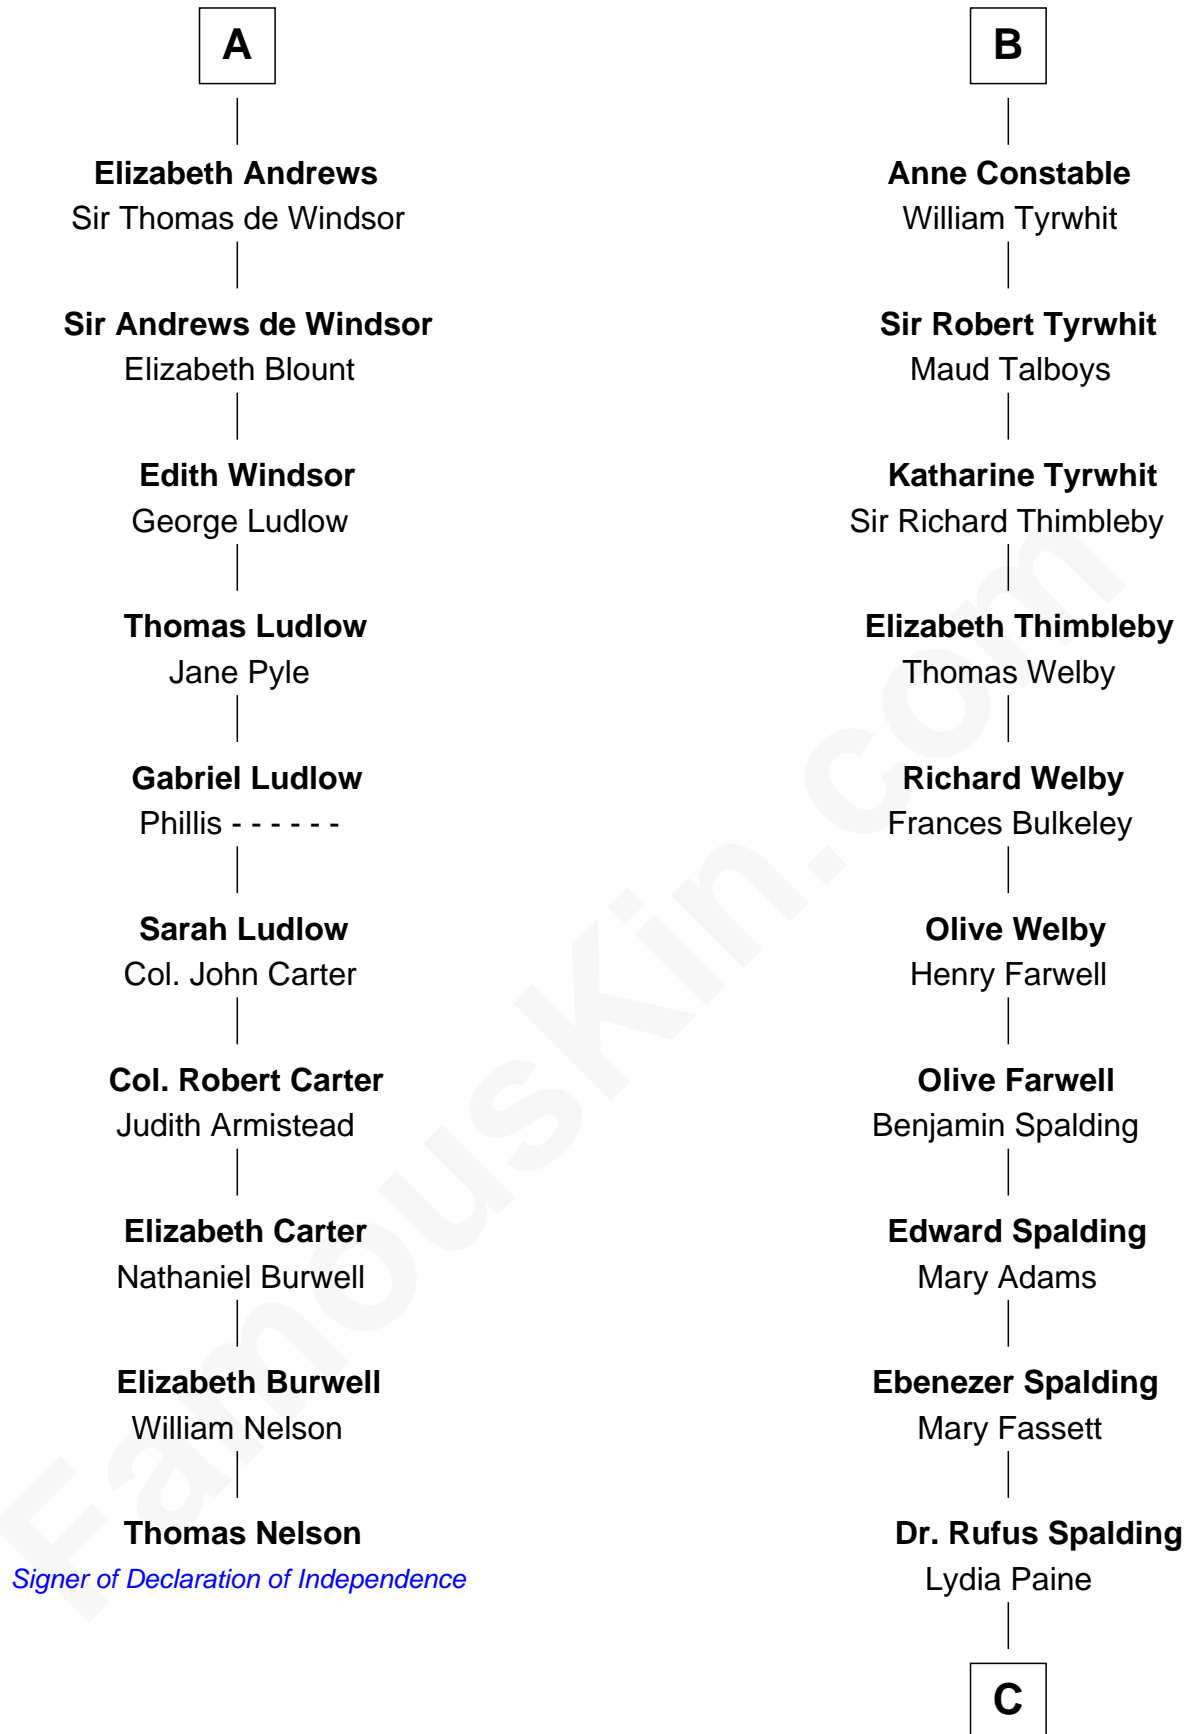 A
Elizabeth Andrews
Sir Thomas de Windsor
Sir Andrews de Windsor
Elizabeth Blount
Edith Windsor
George Ludlow
Thomas Ludlow
Jane Pyle
Gabriel Ludlow
Phillis - - - - - -
Sarah Ludlow
Col. John Carter
Col. Robert Carter
Judith Armistead
Elizabeth Carter
Nathaniel Burwell
Elizabeth Burwell
William Nelson
Thomas Nelson
Signer of Declaration of Independence
B
Anne Constable
William Tyrwhit
Sir Robert Tyrwhit
Maud Talboys
Katharine Tyrwhit
Sir Richard Thimbleby
Elizabeth Thimbleby
Thomas Welby
Richard Welby
Frances Bulkeley
Olive Welby
Henry Farwell
Olive Farwell
Benjamin Spalding
Edward Spalding
Mary Adams
Ebenezer Spalding
Mary Fassett
Dr. Rufus Spalding
Lydia Paine
C
FamousKin.com